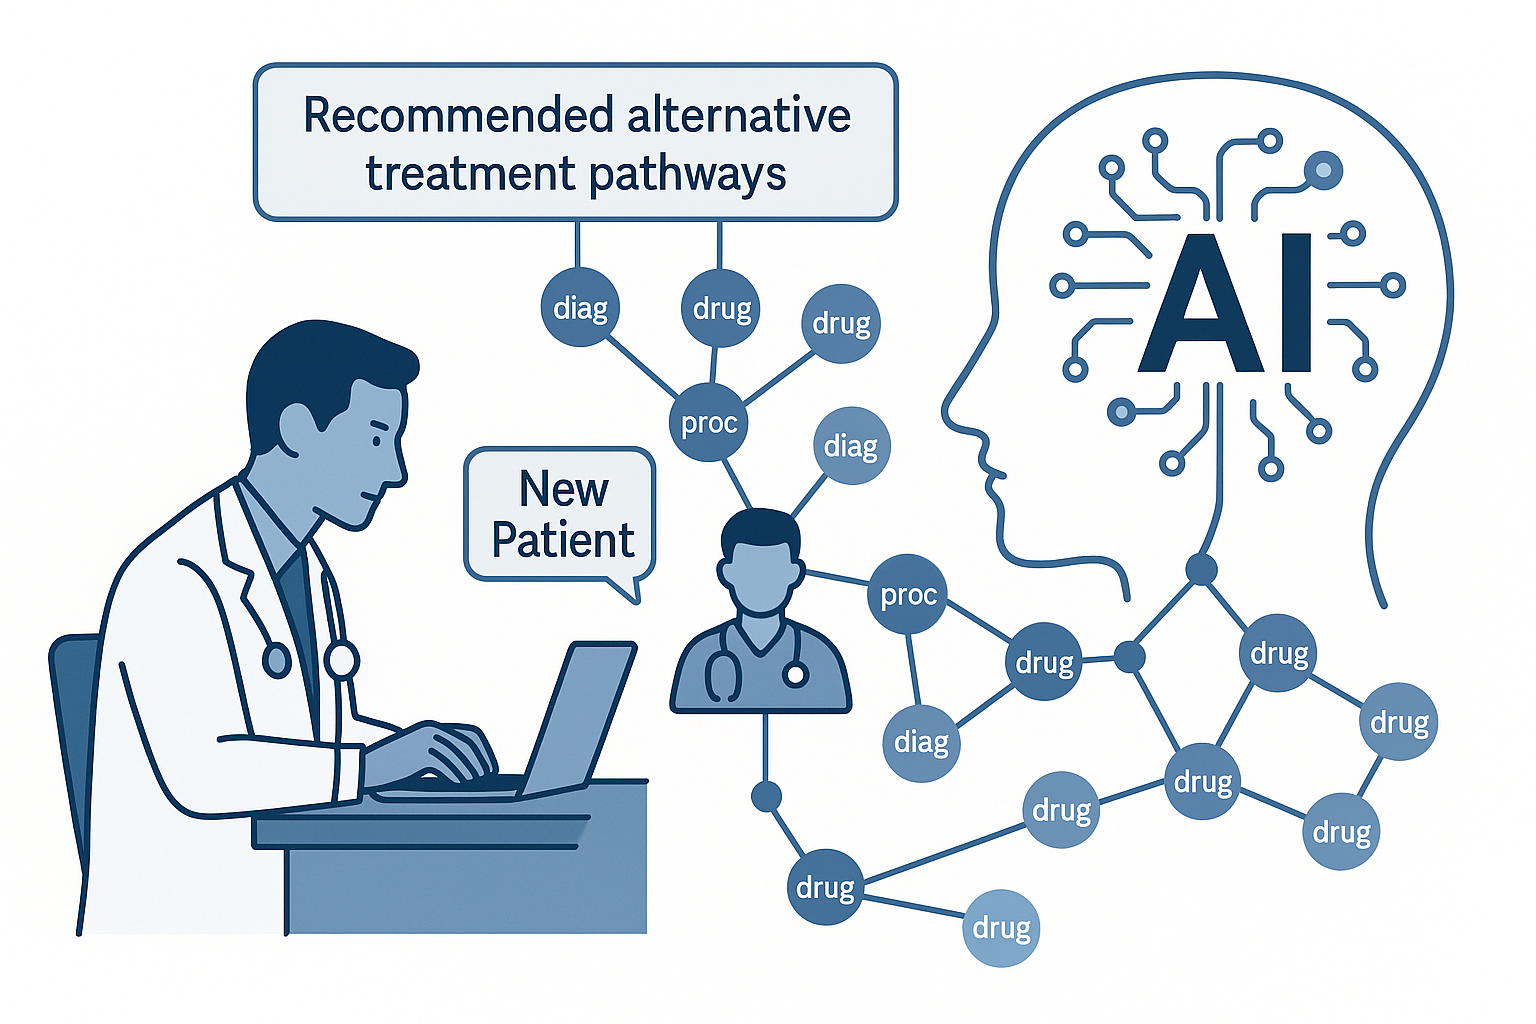 Recommended alternative
treatment pathways
AI
diag
drug
drug
proc
diag
New
Patient
proc
drug
drug
diag
drug
drug
drug
drug
drug
drug